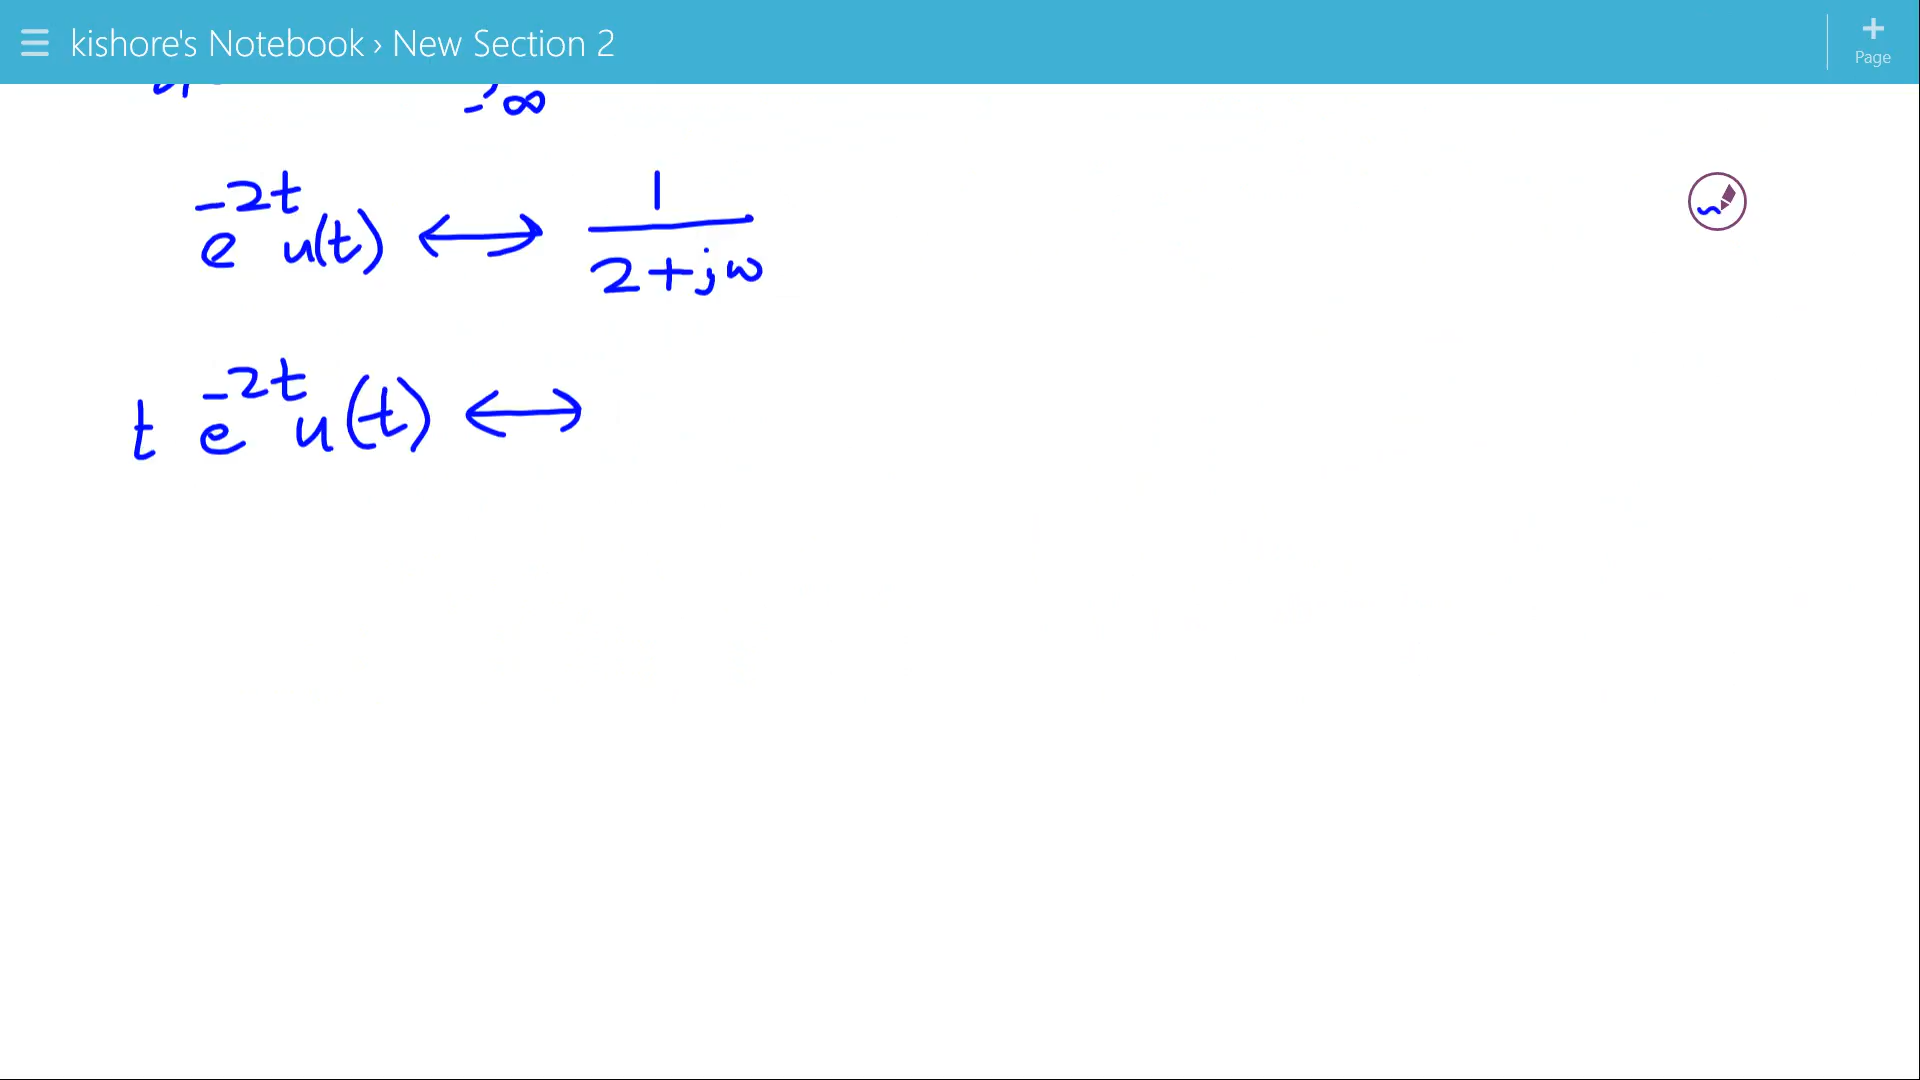 kishore's Notebook › New Section 2
Page
-∞
e^{-2t} u(t) ⟷ 1/(2+jω)
t e^{-2t} u(t) ⟷